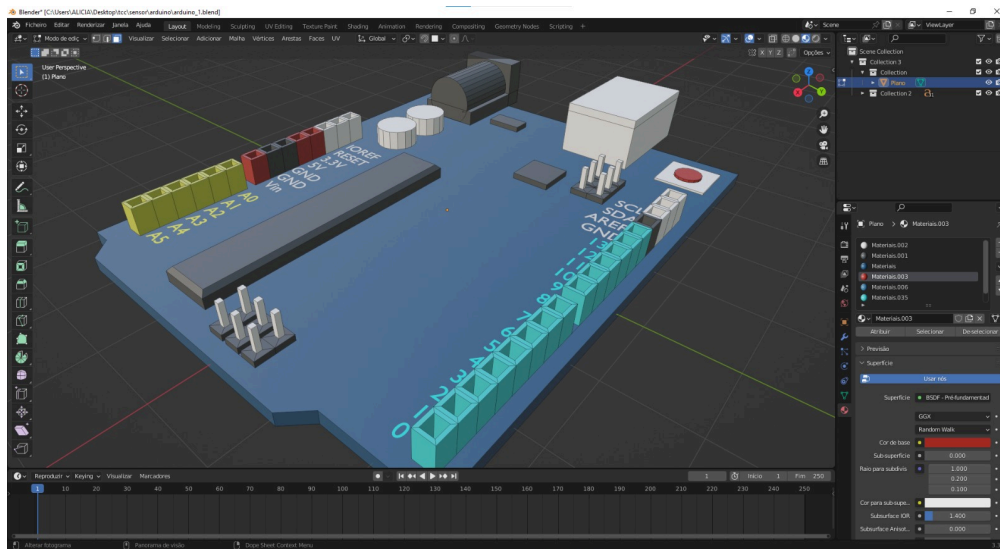 Blender* [C:\Users\ALICIA\Desktop\tcc\sensor\arduino\arduino_1.blend]
Ficheiro Editar Renderizar Janela Ajuda Layout Modeling Sculpting UV Editing Texture Paint Shading Animation Rendering Compositing Geometry Nodes Scripting +
Scene
ViewLayer
Modo de edic... Visualizar Selecionar Adicionar Malha Vértices Arestas Faces UV Global
X Y Z Opções
User Perspective
(1) Plano
Scene Collection
Collection 3
Collection
Plano
Collection 2
Z
Y
X
IOREF
RESET
3.3V
5V
GND
GND
Vin
A0
A1
A2
A3
A4
A5
SCL
SDA
AREF
GND
13
12
11
10
9
8
7
6
5
4
3
2
1
0
Plano > Materiais.003
Materiais.002
Materiais.001
Materiais
Materiais.003
Materiais.006
Materiais.035
Materiais.003
Atribuir Selecionar De-selecionar
Previsão
Superfície
Usar nós
Superfície BSDF - Pré-fundamentad
GGX
Random Walk
Cor de base
Sub-superfície 0.000
Raio para subdivis 1.000
0.200
0.100
Cor para sub-supe...
Subsurface IOR 1.400
Subsurface Anisot... 0.000
Reproduzir Keying Visualizar Marcadores 1 Início 1 Fim 250
1 10 20 30 40 50 60 70 80 90 100 110 120 130 140 150 160 170 180 190 200 210 220 230 240 250
Alterar fotograma Panorama de visão Dope Sheet Context Menu